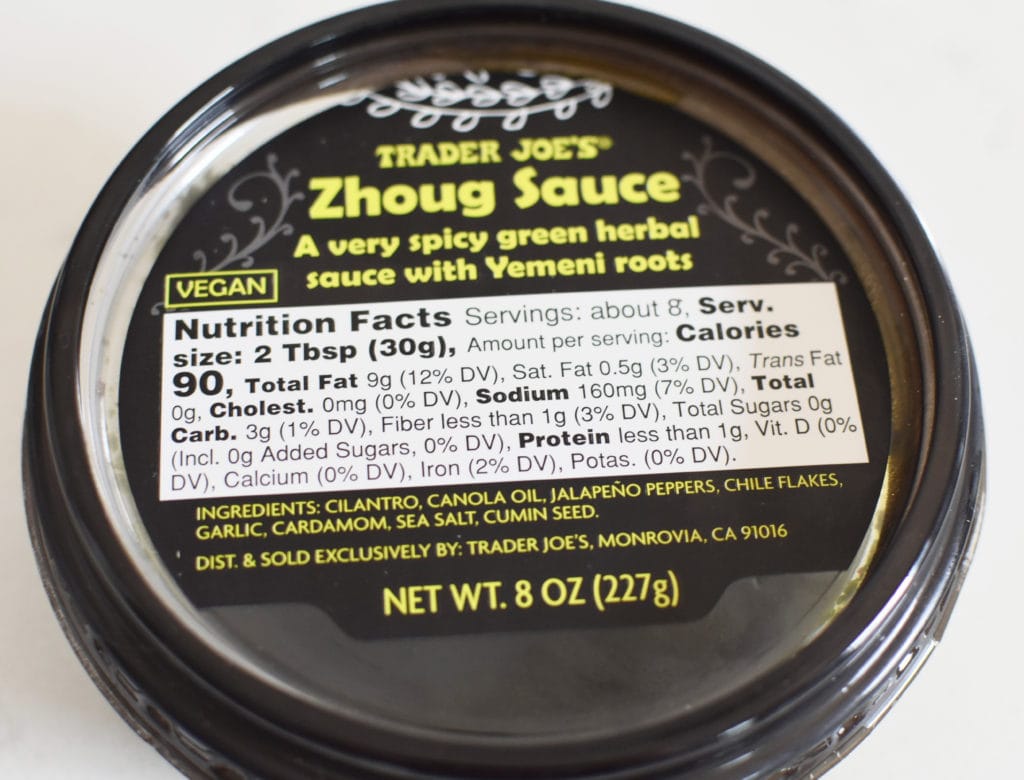 TRADER JOE'S®
Zhoug Sauce
A very spicy green herbal
sauce with Yemeni roots
VEGAN
Nutrition Facts Servings: about 8, Serv.
size: 2 Tbsp (30g), Amount per serving: Calories
90, Total Fat 9g (12% DV), Sat. Fat 0.5g (3% DV), Trans Fat
0g, Cholest. 0mg (0% DV), Sodium 160mg (7% DV), Total
Carb. 3g (1% DV), Fiber less than 1g (3% DV), Total Sugars 0g
(Incl. 0g Added Sugars, 0% DV), Protein less than 1g, Vit. D (0%
DV), Calcium (0% DV), Iron (2% DV), Potas. (0% DV).
INGREDIENTS: CILANTRO, CANOLA OIL, JALAPEÑO PEPPERS, CHILE FLAKES,
GARLIC, CARDAMOM, SEA SALT, CUMIN SEED.
DIST. & SOLD EXCLUSIVELY BY: TRADER JOE'S, MONROVIA, CA 91016
NET WT. 8 OZ (227g)